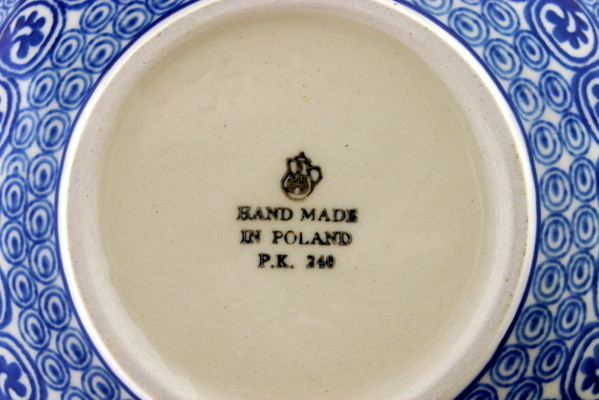 HAND MADE
IN POLAND
P.K. 240